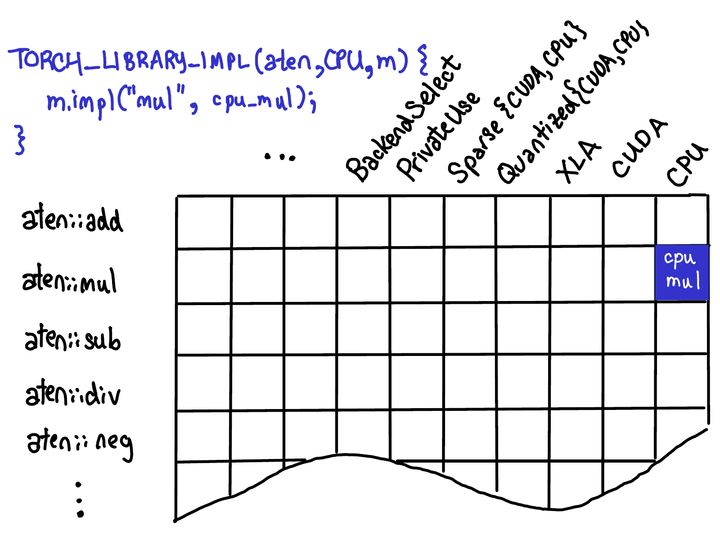 TORCH_LIBRARY_IMPL(aten,CPU,m) {
m.impl("mul", cpu_mul);
}
...
BackendSelect
PrivateUse
Sparse {CUDA,CPU}
Quantized{CUDA,CPU}
XLA
CUDA
CPU
aten::add
aten::mul
cpu
mul
aten::sub
aten::div
aten::neg
⋮